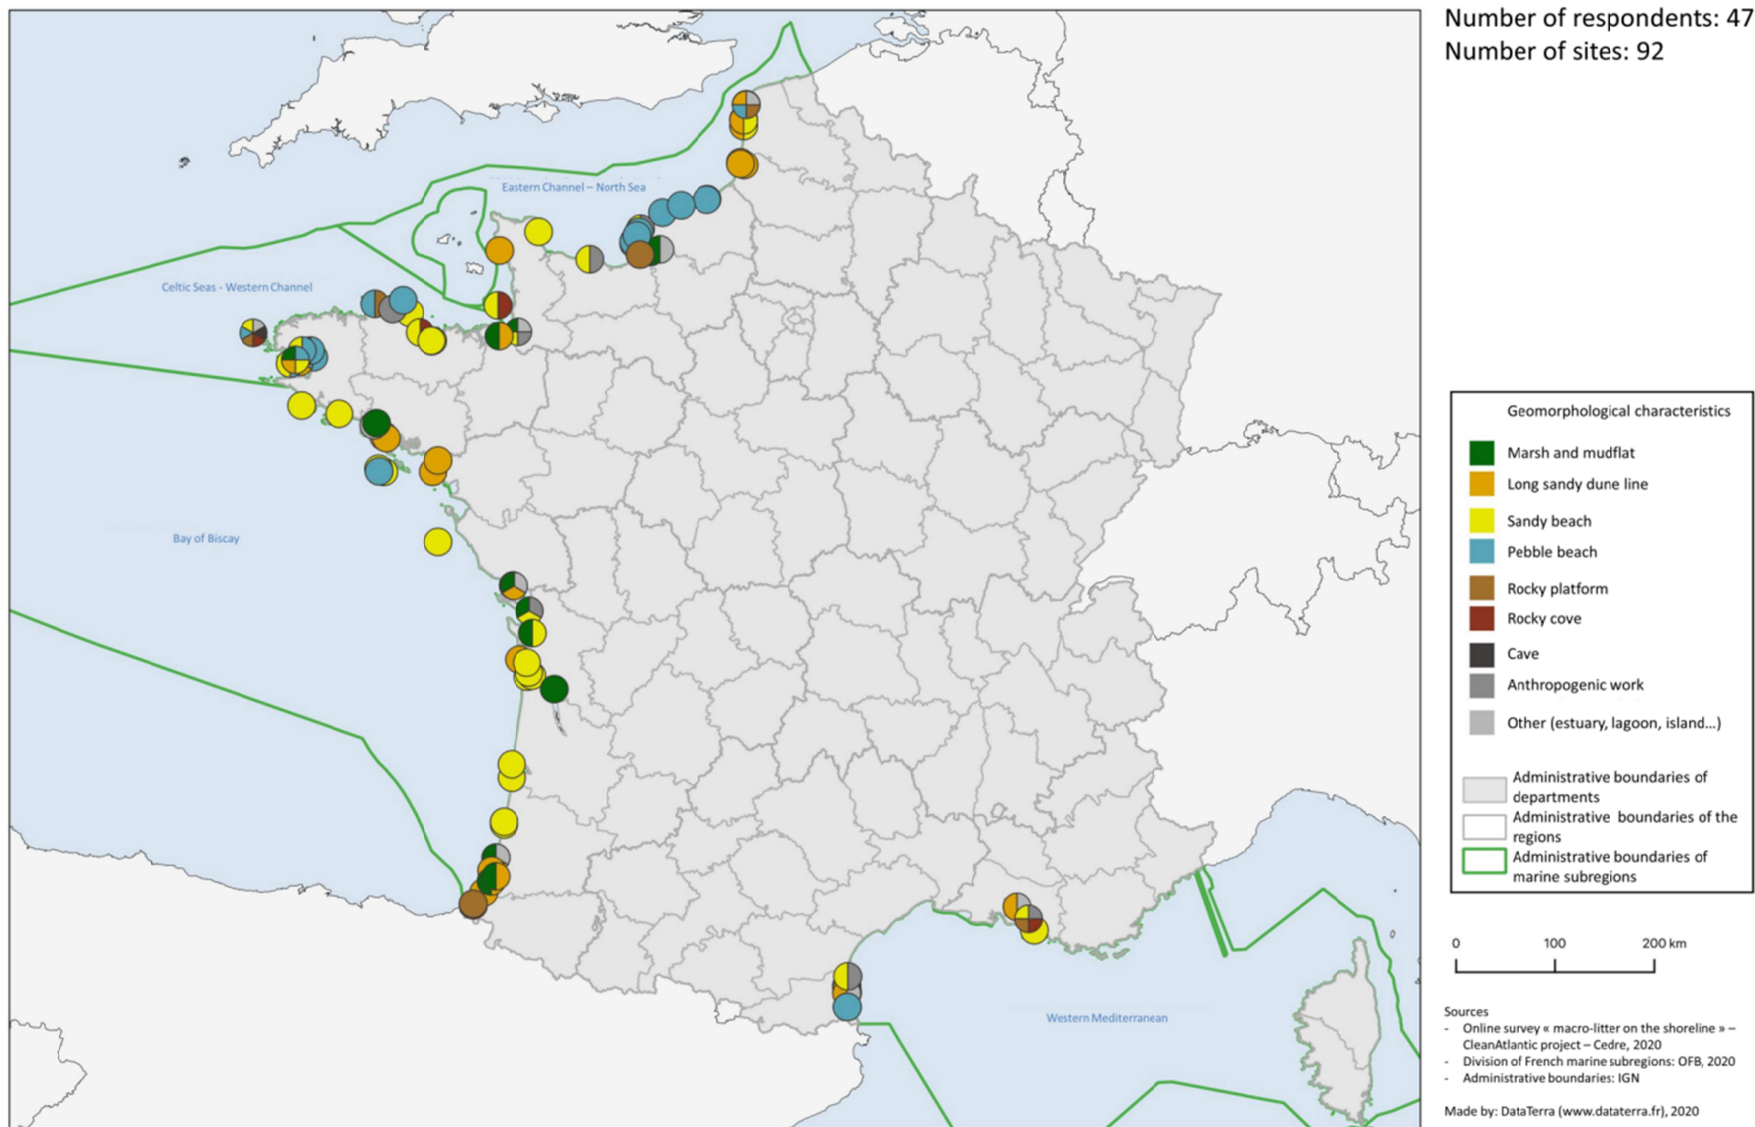 Number of respondents: 47
Number of sites: 92
Eastern Channel – North Sea
Celtic Seas - Western Channel
Bay of Biscay
Western Mediterranean
Geomorphological characteristics
Marsh and mudflat
Long sandy dune line
Sandy beach
Pebble beach
Rocky platform
Rocky cove
Cave
Anthropogenic work
Other (estuary, lagoon, island...)
Administrative boundaries of
departments
Administrative boundaries of the
regions
Administrative boundaries of
marine subregions
0 100 200 km
Sources
- Online survey « macro-litter on the shoreline » –
CleanAtlantic project – Cedre, 2020
- Division of French marine subregions: OFB, 2020
- Administrative boundaries: IGN
Made by: DataTerra (www.dataterra.fr), 2020